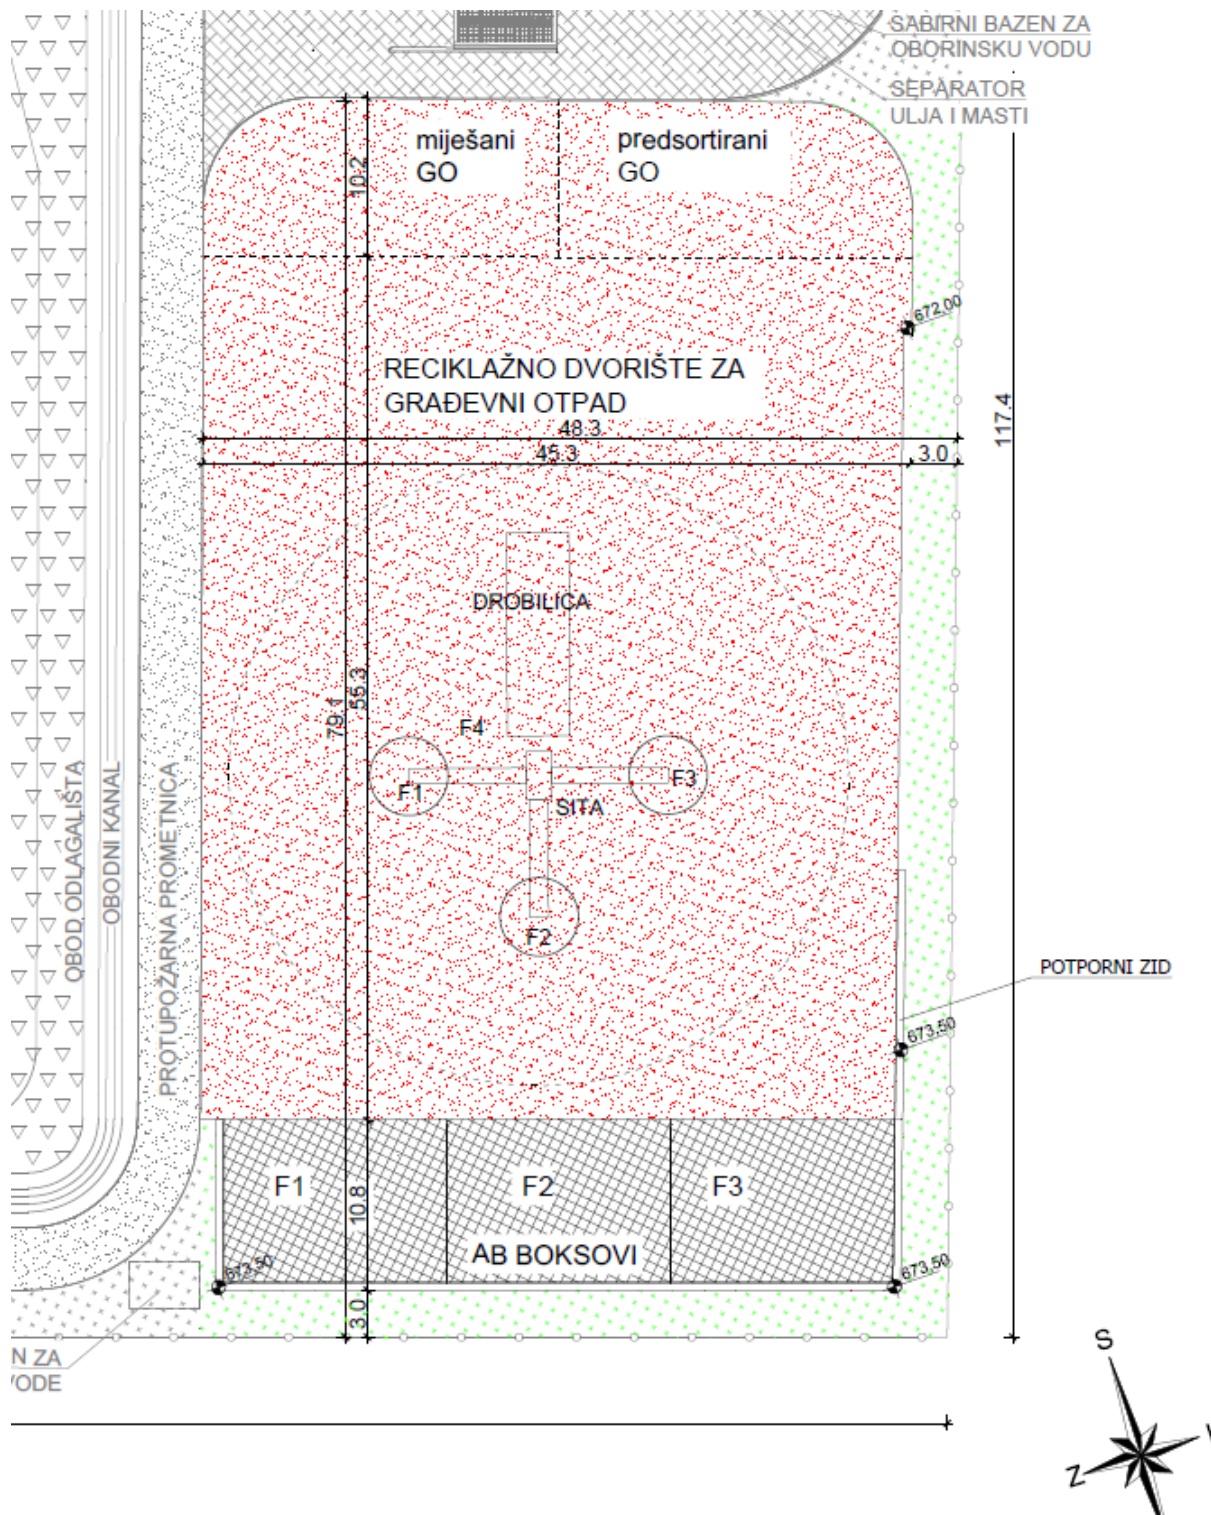 SABIRNI BAZEN ZA
OBORINSKU VODU
SEPARATOR
ULJA I MASTI
miješani
GO
predsortirani
GO
10.2
672,00
RECIKLAŽNO DVORIŠTE ZA
GRAĐEVNI OTPAD
48.3
45.3
3.0
117.4
DROBILICA
79.1
55.3
F4
F1
F3
SITA
F2
OBOD ODLAGALIŠTA
OBODNI KANAL
PROTUPOŽARNA PROMETNICA
POTPORNI ZID
673,50
F1
F2
F3
10.8
AB BOKSOVI
673,50
673,50
3.0
N ZA
VODE
S
Z